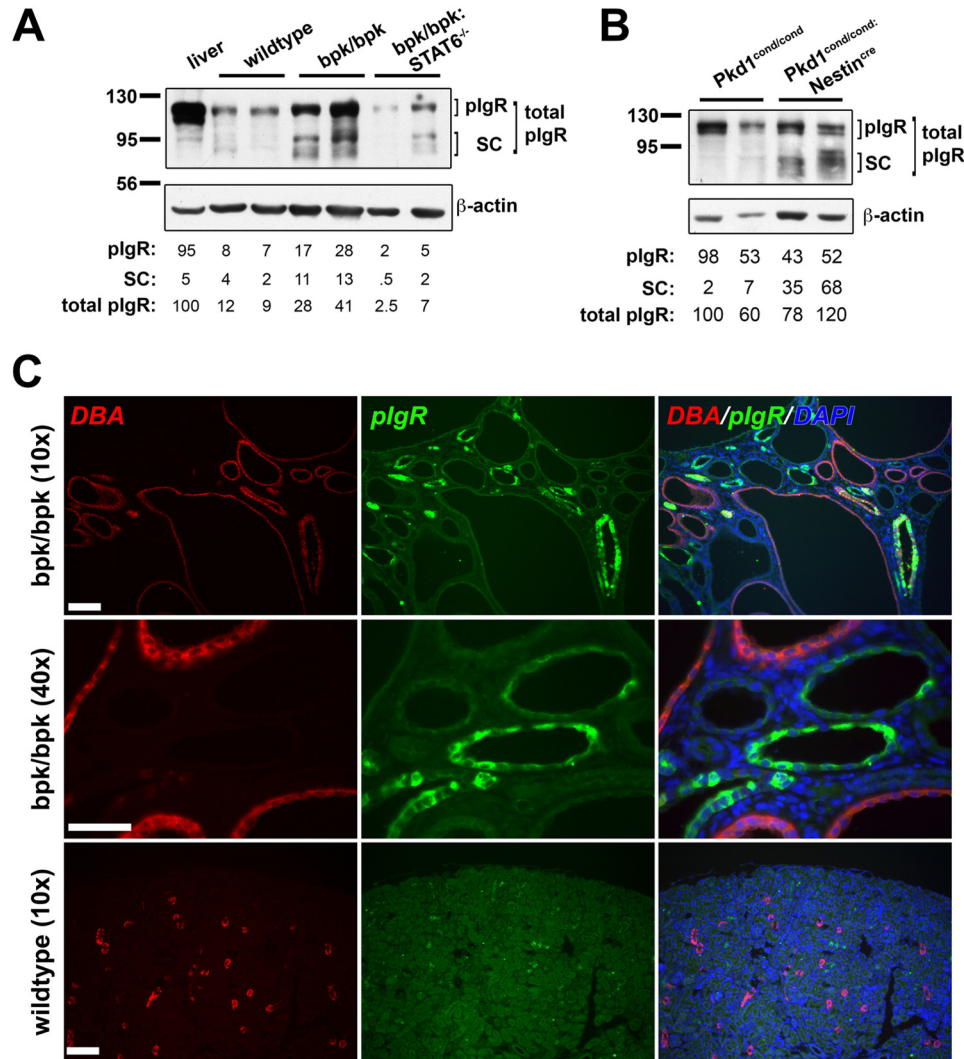 A
liver
wildtype
bpk/bpk
bpk/bpk:
STAT6-/-
130
95
56
pIgR
SC
total
pIgR
β-actin
pIgR: 95 8 7 17 28 2 5
SC: 5 4 2 11 13 .5 2
total pIgR: 100 12 9 28 41 2.5 7
B
Pkd1cond/cond
Pkd1cond/cond:
Nestincre
130
95
pIgR
SC
total
pIgR
β-actin
pIgR: 98 53 43 52
SC: 2 7 35 68
total pIgR: 100 60 78 120
C
DBA
pIgR
DBA/pIgR/DAPI
bpk/bpk (10x)
bpk/bpk (40x)
wildtype (10x)